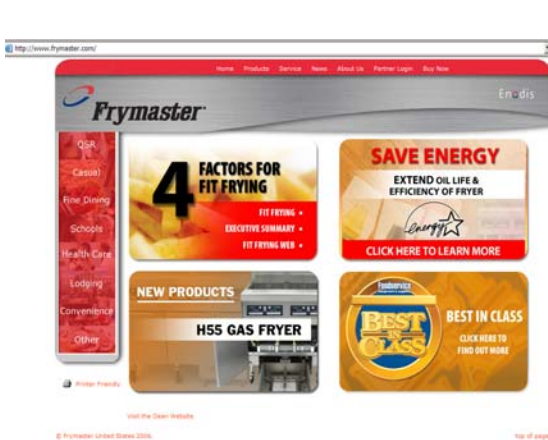 http://www.frymaster.com/
Home Products Service News About Us Partner Login Buy Now
Frymaster
Enodis
QSR
Casual
Fine Dining
Schools
Health Care
Lodging
Convenience
Other
4 FACTORS FOR
FIT FRYING
FIT FRYING •
EXECUTIVE SUMMARY •
FIT FRYING WEB •
SAVE ENERGY
EXTEND OIL LIFE &
EFFICIENCY OF FRYER
energy
CLICK HERE TO LEARN MORE
NEW PRODUCTS
H55 GAS FRYER
Foodservice
BEST
IN
CLASS
BEST IN CLASS
CLICK HERE TO
FIND OUT MORE
Printer Friendly
Visit the Dean Website
© Frymaster United States 2006.
top of page